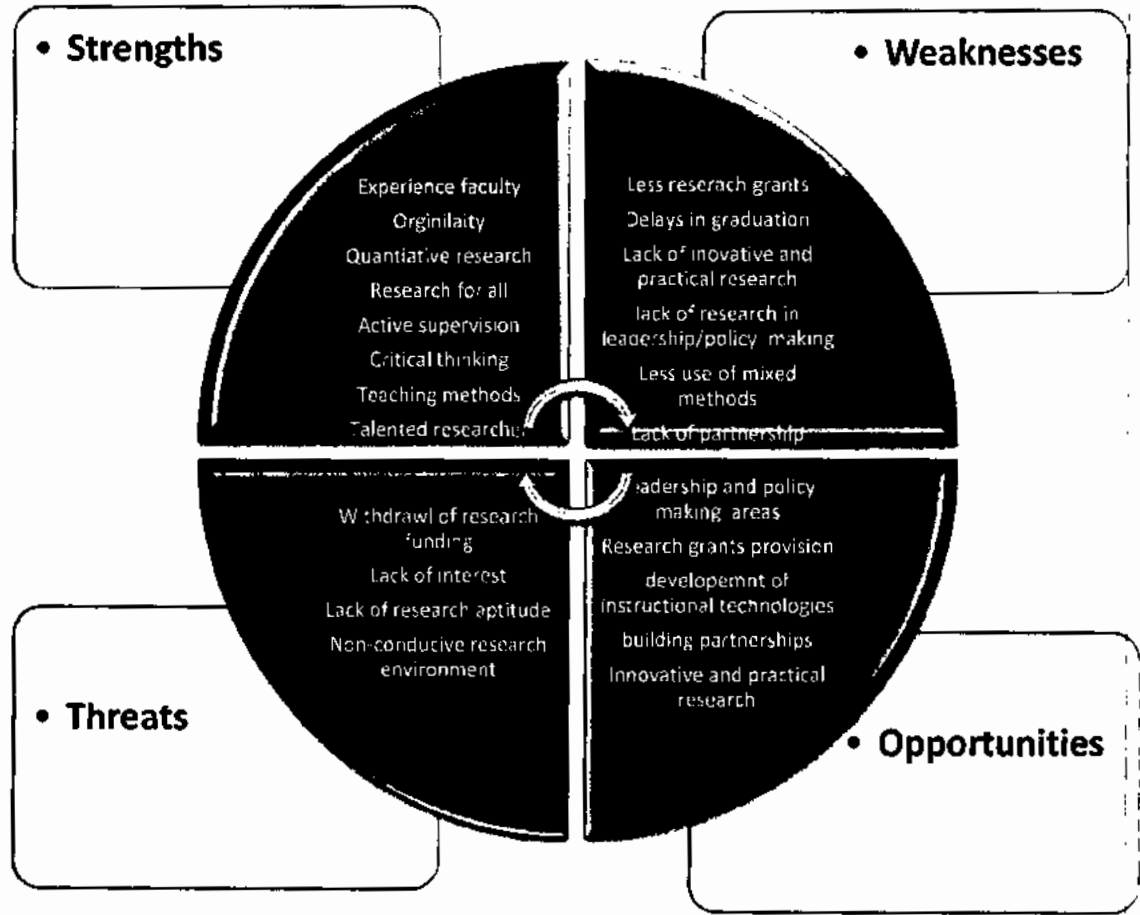 • Strengths
• Weaknesses
Experience faculty
Orginilaity
Quantiative research
Research for all
Active supervision
Critical thinking
Teaching methods
Talented researcher
Less reserach grants
Delays in graduation
Lack of inovative and
practical research
lack of research in
leadership/policy making
Less use of mixed
methods
Lack of partnership
Withdrawl of research
funding
Lack of interest
Lack of research aptitude
Non-conducive research
environment
leadership and policy
making areas
Research grants provision
developemnt of
instructional technologies
building partnerships
Innovative and practical
research
• Threats
• Opportunities